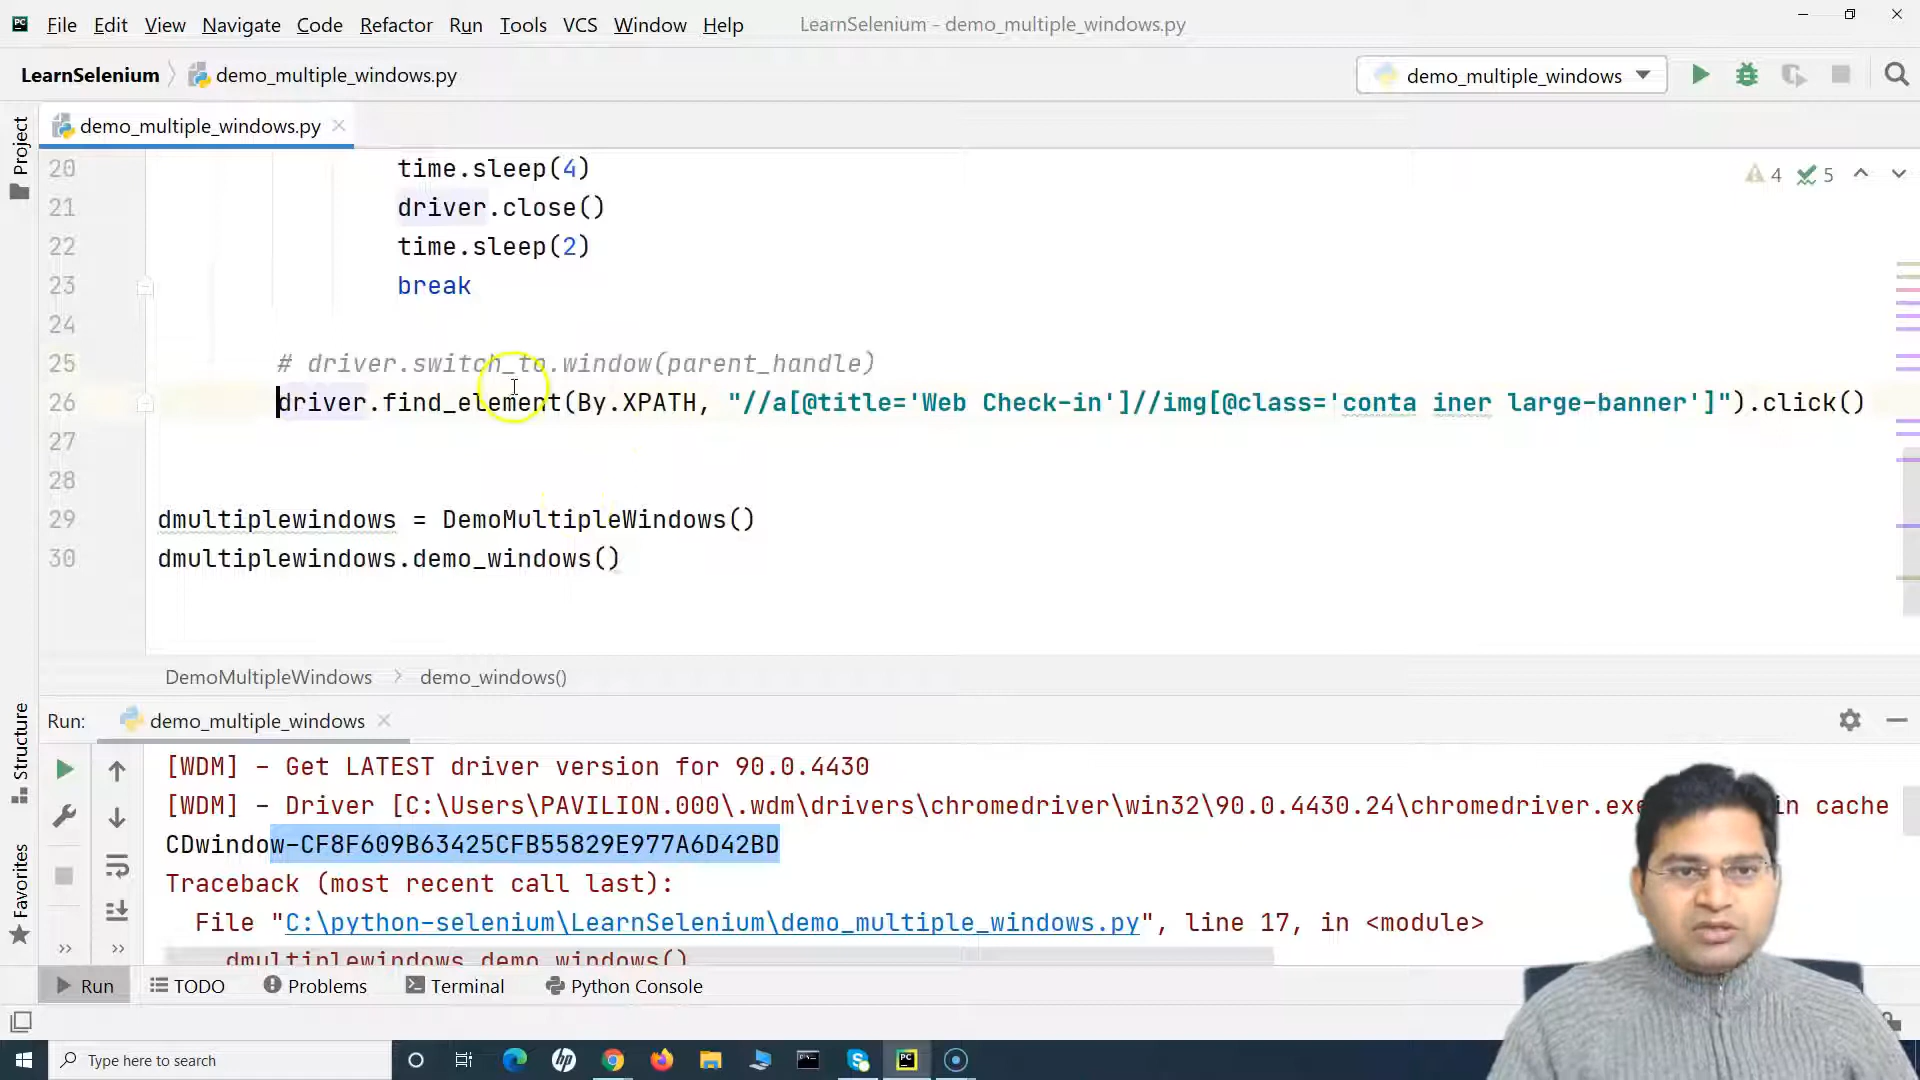 File Edit View Navigate Code Refactor Run Tools VCS Window Help LearnSelenium - demo_multiple_windows.py
LearnSelenium demo_multiple_windows.py demo_multiple_windows
Project
demo_multiple_windows.py
20 time.sleep(4) 4 5
21 driver.close()
22 time.sleep(2)
23 break
24
25 # driver.switch_to.window(parent_handle)
26 driver.find_element(By.XPATH, "//a[@title='Web Check-in']//img[@class='conta iner large-banner']").click()
27
28
29 dmultiplewindows = DemoMultipleWindows()
30 dmultiplewindows.demo_windows()
DemoMultipleWindows demo_windows()
Run: demo_multiple_windows
Structure
Favorites
[WDM] - Get LATEST driver version for 90.0.4430
[WDM] - Driver [C:\Users\PAVILION.000\.wdm\drivers\chromedriver\win32\90.0.4430.24\chromedriver.exe in cache
CDwindow-CF8F609B63425CFB55829E977A6D42BD
Traceback (most recent call last):
File "C:\python-selenium\LearnSelenium\demo_multiple_windows.py", line 17, in <module>
dmultiplewindows demo windows()
Run TODO Problems Terminal Python Console
Type here to search
hp PC